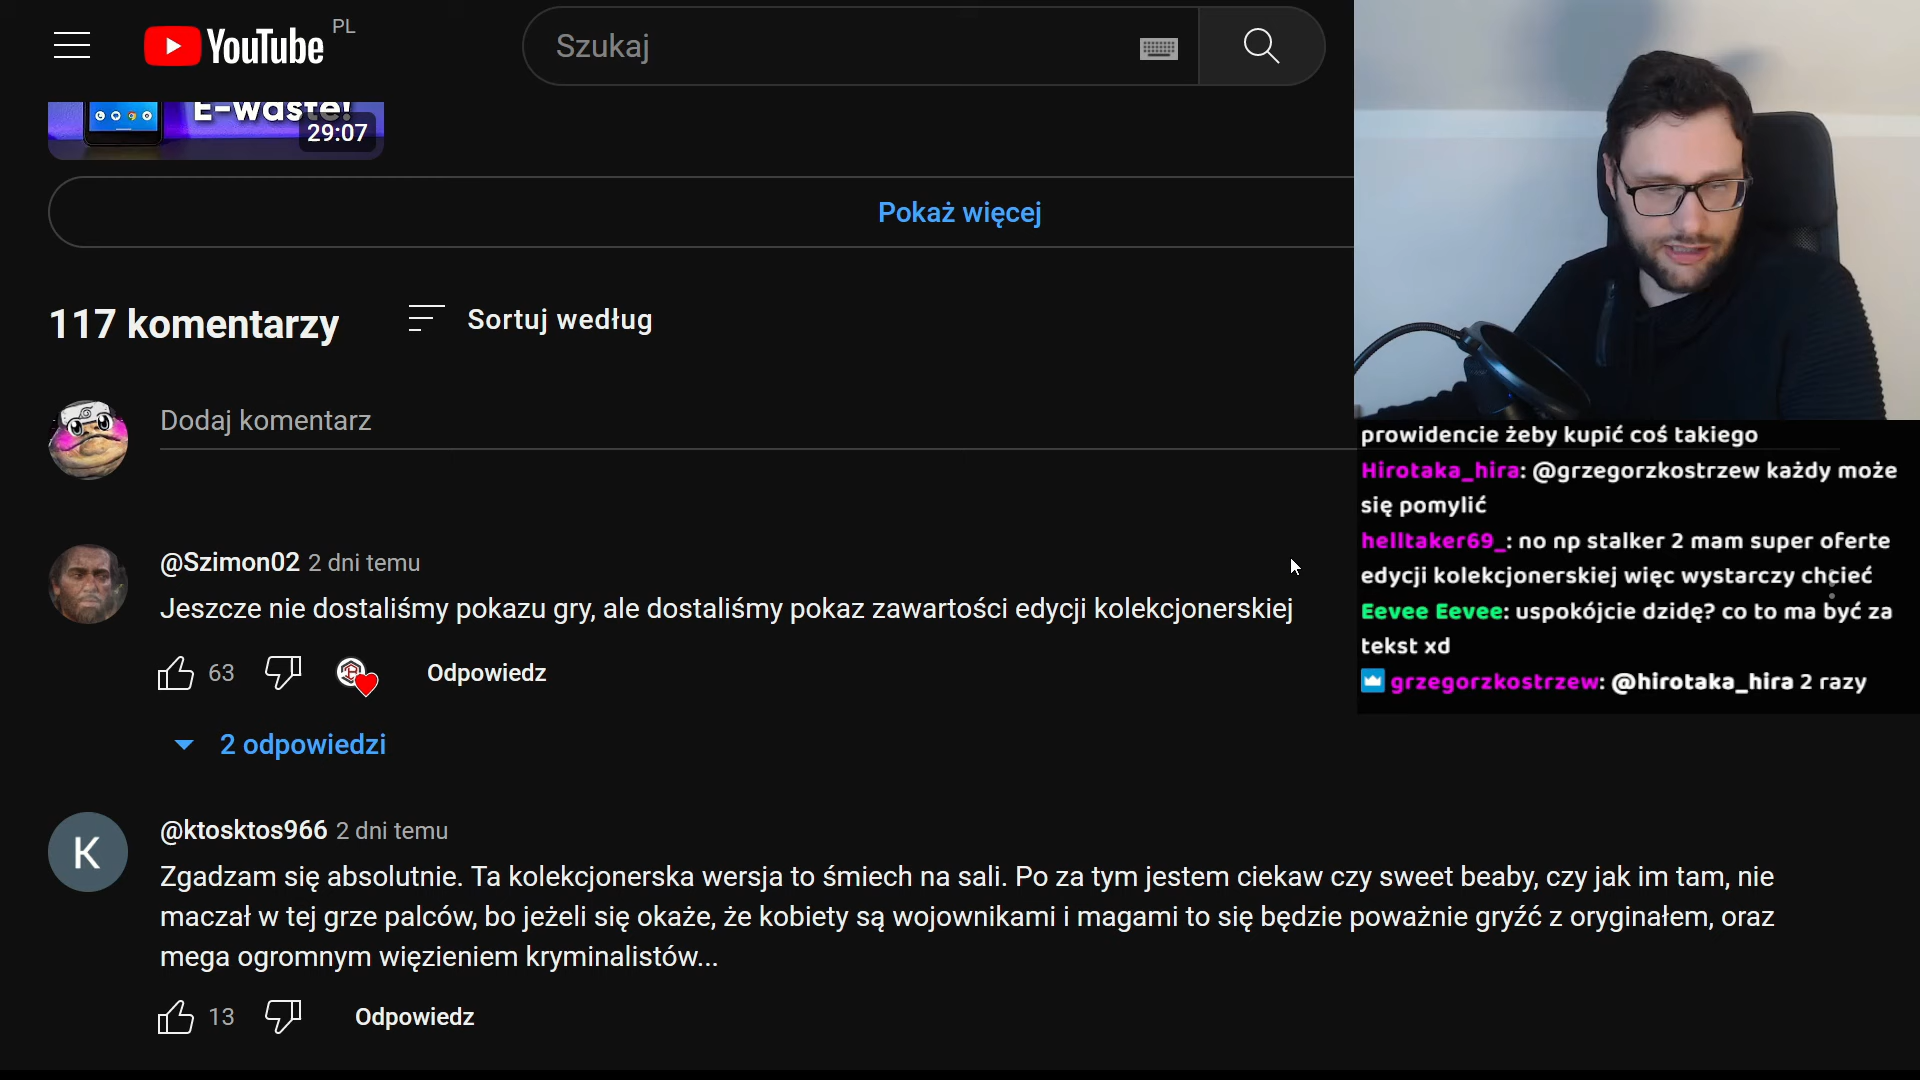 YouTube PL
Szukaj
E-waste!
29:07
Pokaż więcej
117 komentarzy
Sortuj według
Dodaj komentarz
@Szimon02 2 dni temu
Jeszcze nie dostaliśmy pokazu gry, ale dostaliśmy pokaz zawartości edycji kolekcjonerskiej
63
Odpowiedz
2 odpowiedzi
K
@ktosktos966 2 dni temu
Zgadzam się absolutnie. Ta kolekcjonerska wersja to śmiech na sali. Po za tym jestem ciekaw czy sweet beaby, czy jak im tam, nie
maczał w tej grze palców, bo jeżeli się okaże, że kobiety są wojownikami i magami to się będzie poważnie gryźć z oryginałem, oraz
mega ogromnym więzieniem kryminalistów...
13
Odpowiedz
prowidencie żeby kupić coś takiego
Hirotaka_hira: @grzegorzkostrzew każdy może
się pomylić
helltaker69_: no np stalker 2 mam super oferte
edycji kolekcjonerskiej więc wystarczy chcieć
Eevee Eevee: uspokójcie dzidę? co to ma być za
tekst xd
grzegorzkostrzew: @hirotaka_hira 2 razy